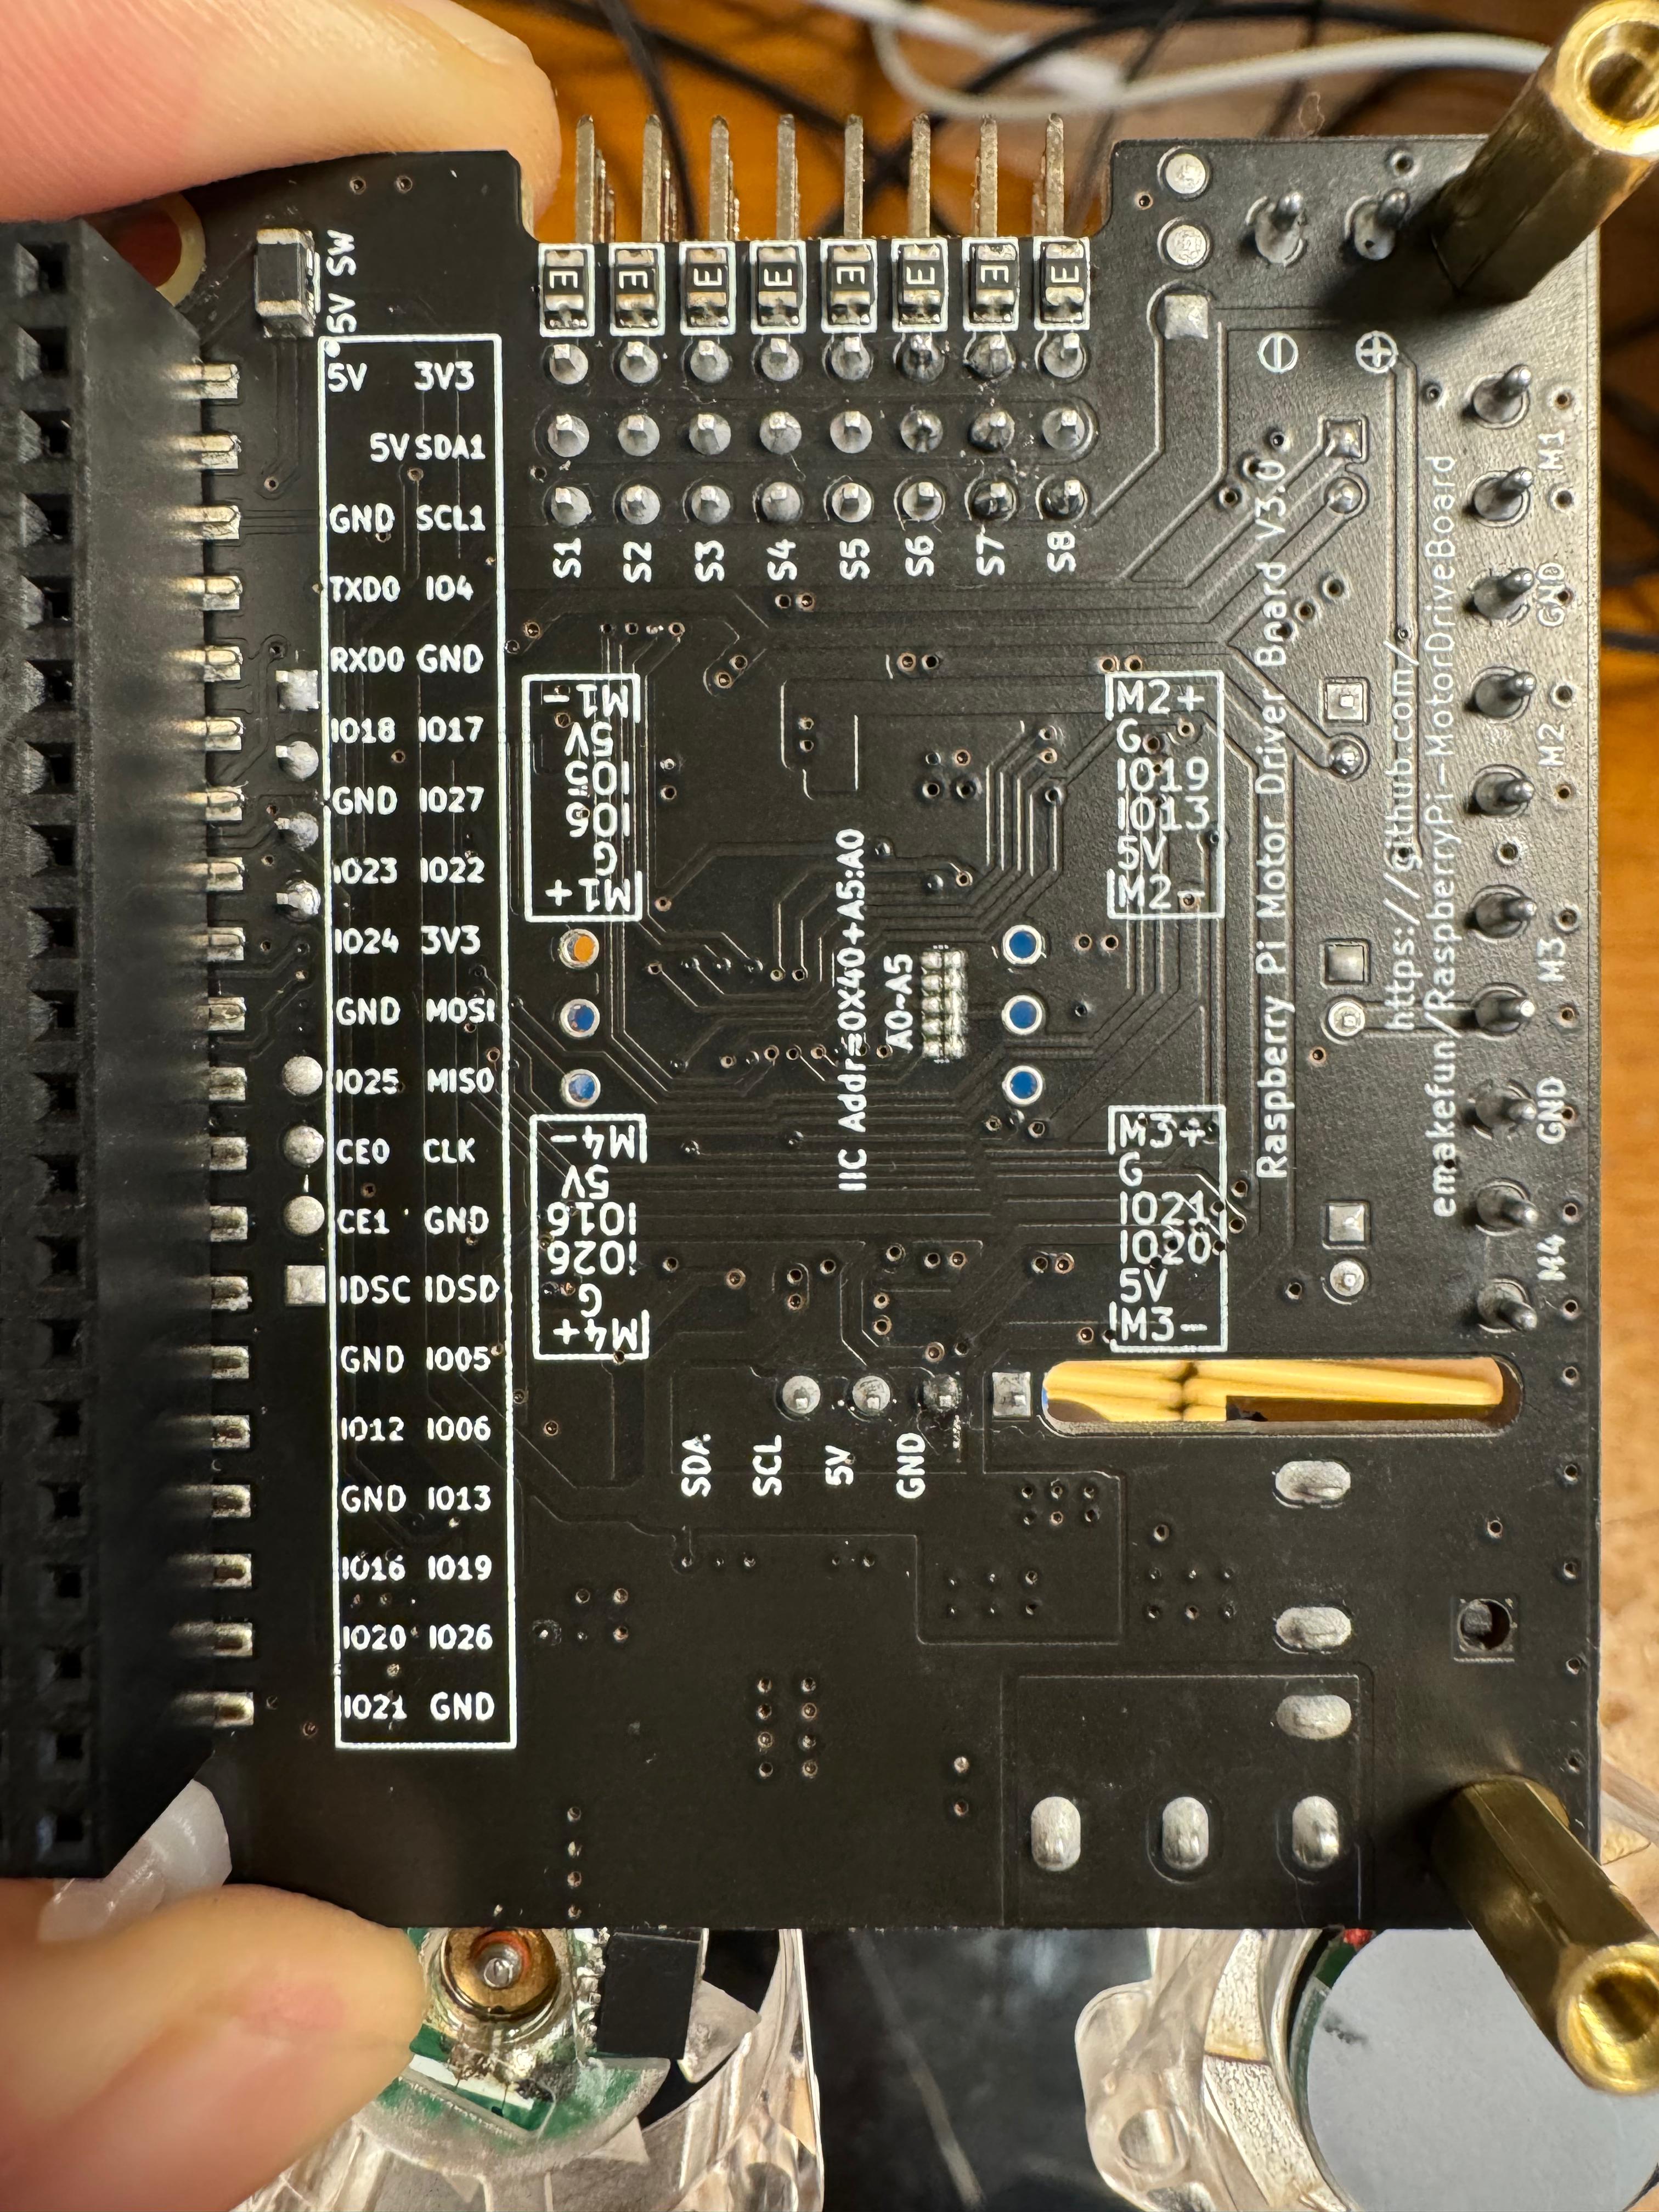 5V SW
5V 3V3
5V SDA1
GND SCL1
TXD0 IO4
RXD0 GND
IO18 IO17
GND IO27
IO23 IO22
IO24 3V3
GND MOSI
IO25 MISO
CE0 CLK
CE1 GND
IDSC IDSD
GND IO05
IO12 IO06
GND IO13
IO16 IO19
IO20 IO26
IO21 GND
E E E E E E E E
S1 S2 S3 S4 S5 S6 S7 S8
M1-
5V
IO5
IO6
G
M1+
M4-
5V
IO16
IO26
G
M4+
IIC Addr=0X40+A5:A0
A0~A5
M2+
G
IO19
IO13
5V
M2-
M3+
G
IO21
IO20
5V
M3-
SDA SCL 5V GND
Raspberry Pi Motor Driver Board V3.0
https://github.com/
emakefun/RaspberryPi-MotorDriveBoard
M1
GND
M2
M3
GND
M4